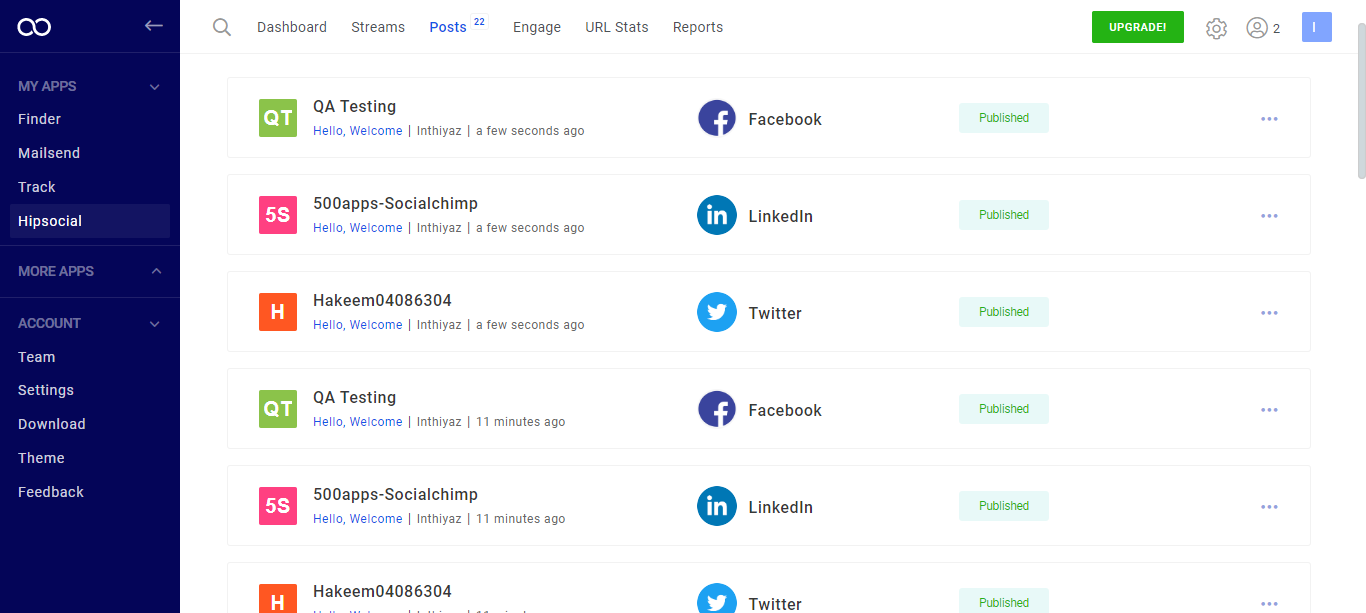 Dashboard Streams Posts 22 Engage URL Stats Reports UPGRADE! 2 I
MY APPS
Finder
Mailsend
Track
Hipsocial
MORE APPS
ACCOUNT
Team
Settings
Download
Theme
Feedback
QT QA Testing Facebook Published
Hello, Welcome | Inthiyaz | a few seconds ago
5S 500apps-Socialchimp LinkedIn Published
Hello, Welcome | Inthiyaz | a few seconds ago
H Hakeem04086304 Twitter Published
Hello, Welcome | Inthiyaz | a few seconds ago
QT QA Testing Facebook Published
Hello, Welcome | Inthiyaz | 11 minutes ago
5S 500apps-Socialchimp LinkedIn Published
Hello, Welcome | Inthiyaz | 11 minutes ago
H Hakeem04086304 Twitter Published